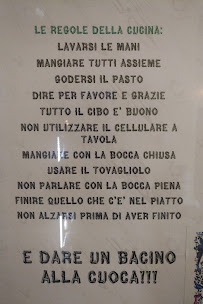 LE REGOLE DELLA CUCINA:
LAVARSI LE MANI
MANGIARE TUTTI ASSIEME
GODERSI IL PASTO
DIRE PER FAVORE E GRAZIE
TUTTO IL CIBO E' BUONO
NON UTILIZZARE IL CELLULARE A
TAVOLA
MANGIARE CON LA BOCCA CHIUSA
USARE IL TOVAGLIOLO
NON PARLARE CON LA BOCCA PIENA
FINIRE QUELLO CHE C'E' NEL PIATTO
NON ALZARSI PRIMA DI AVER FINITO
E DARE UN BACINO
ALLA CUOCA!!!